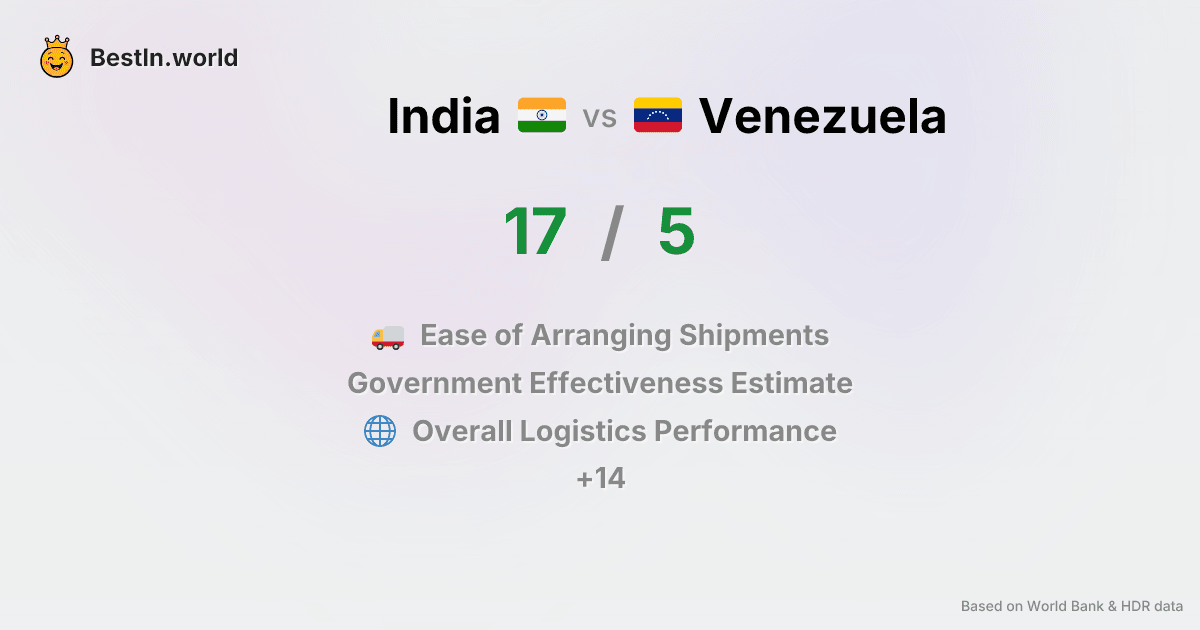 BestIn.world
India vs Venezuela
17 / 5
Ease of Arranging Shipments
Government Effectiveness Estimate
Overall Logistics Performance
+14
Based on World Bank & HDR data